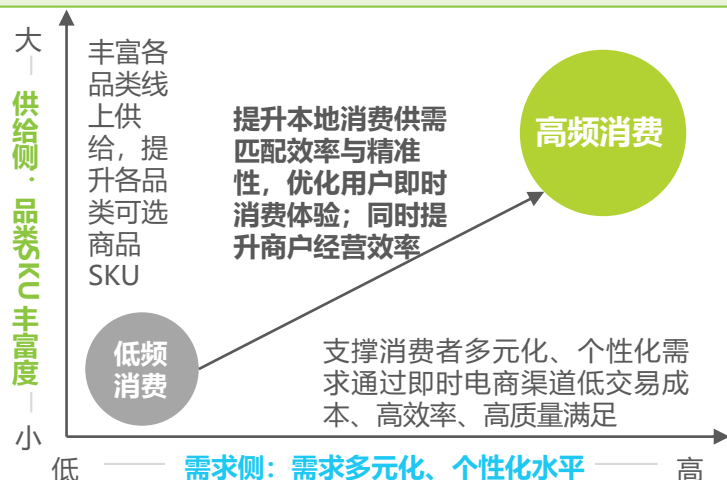 大
供给侧：品类SKU丰富度
小
丰富各
品类线
上供
给，提
升各品
类可选
商品
SKU
提升本地消费供需
匹配效率与精准
性，优化用户即时
消费体验；同时提
升商户经营效率
高频消费
低频
消费
支撑消费者多元化、个性化需
求通过即时电商渠道低交易成
本、高效率、高质量满足
低
需求侧：需求多元化、个性化水平
高